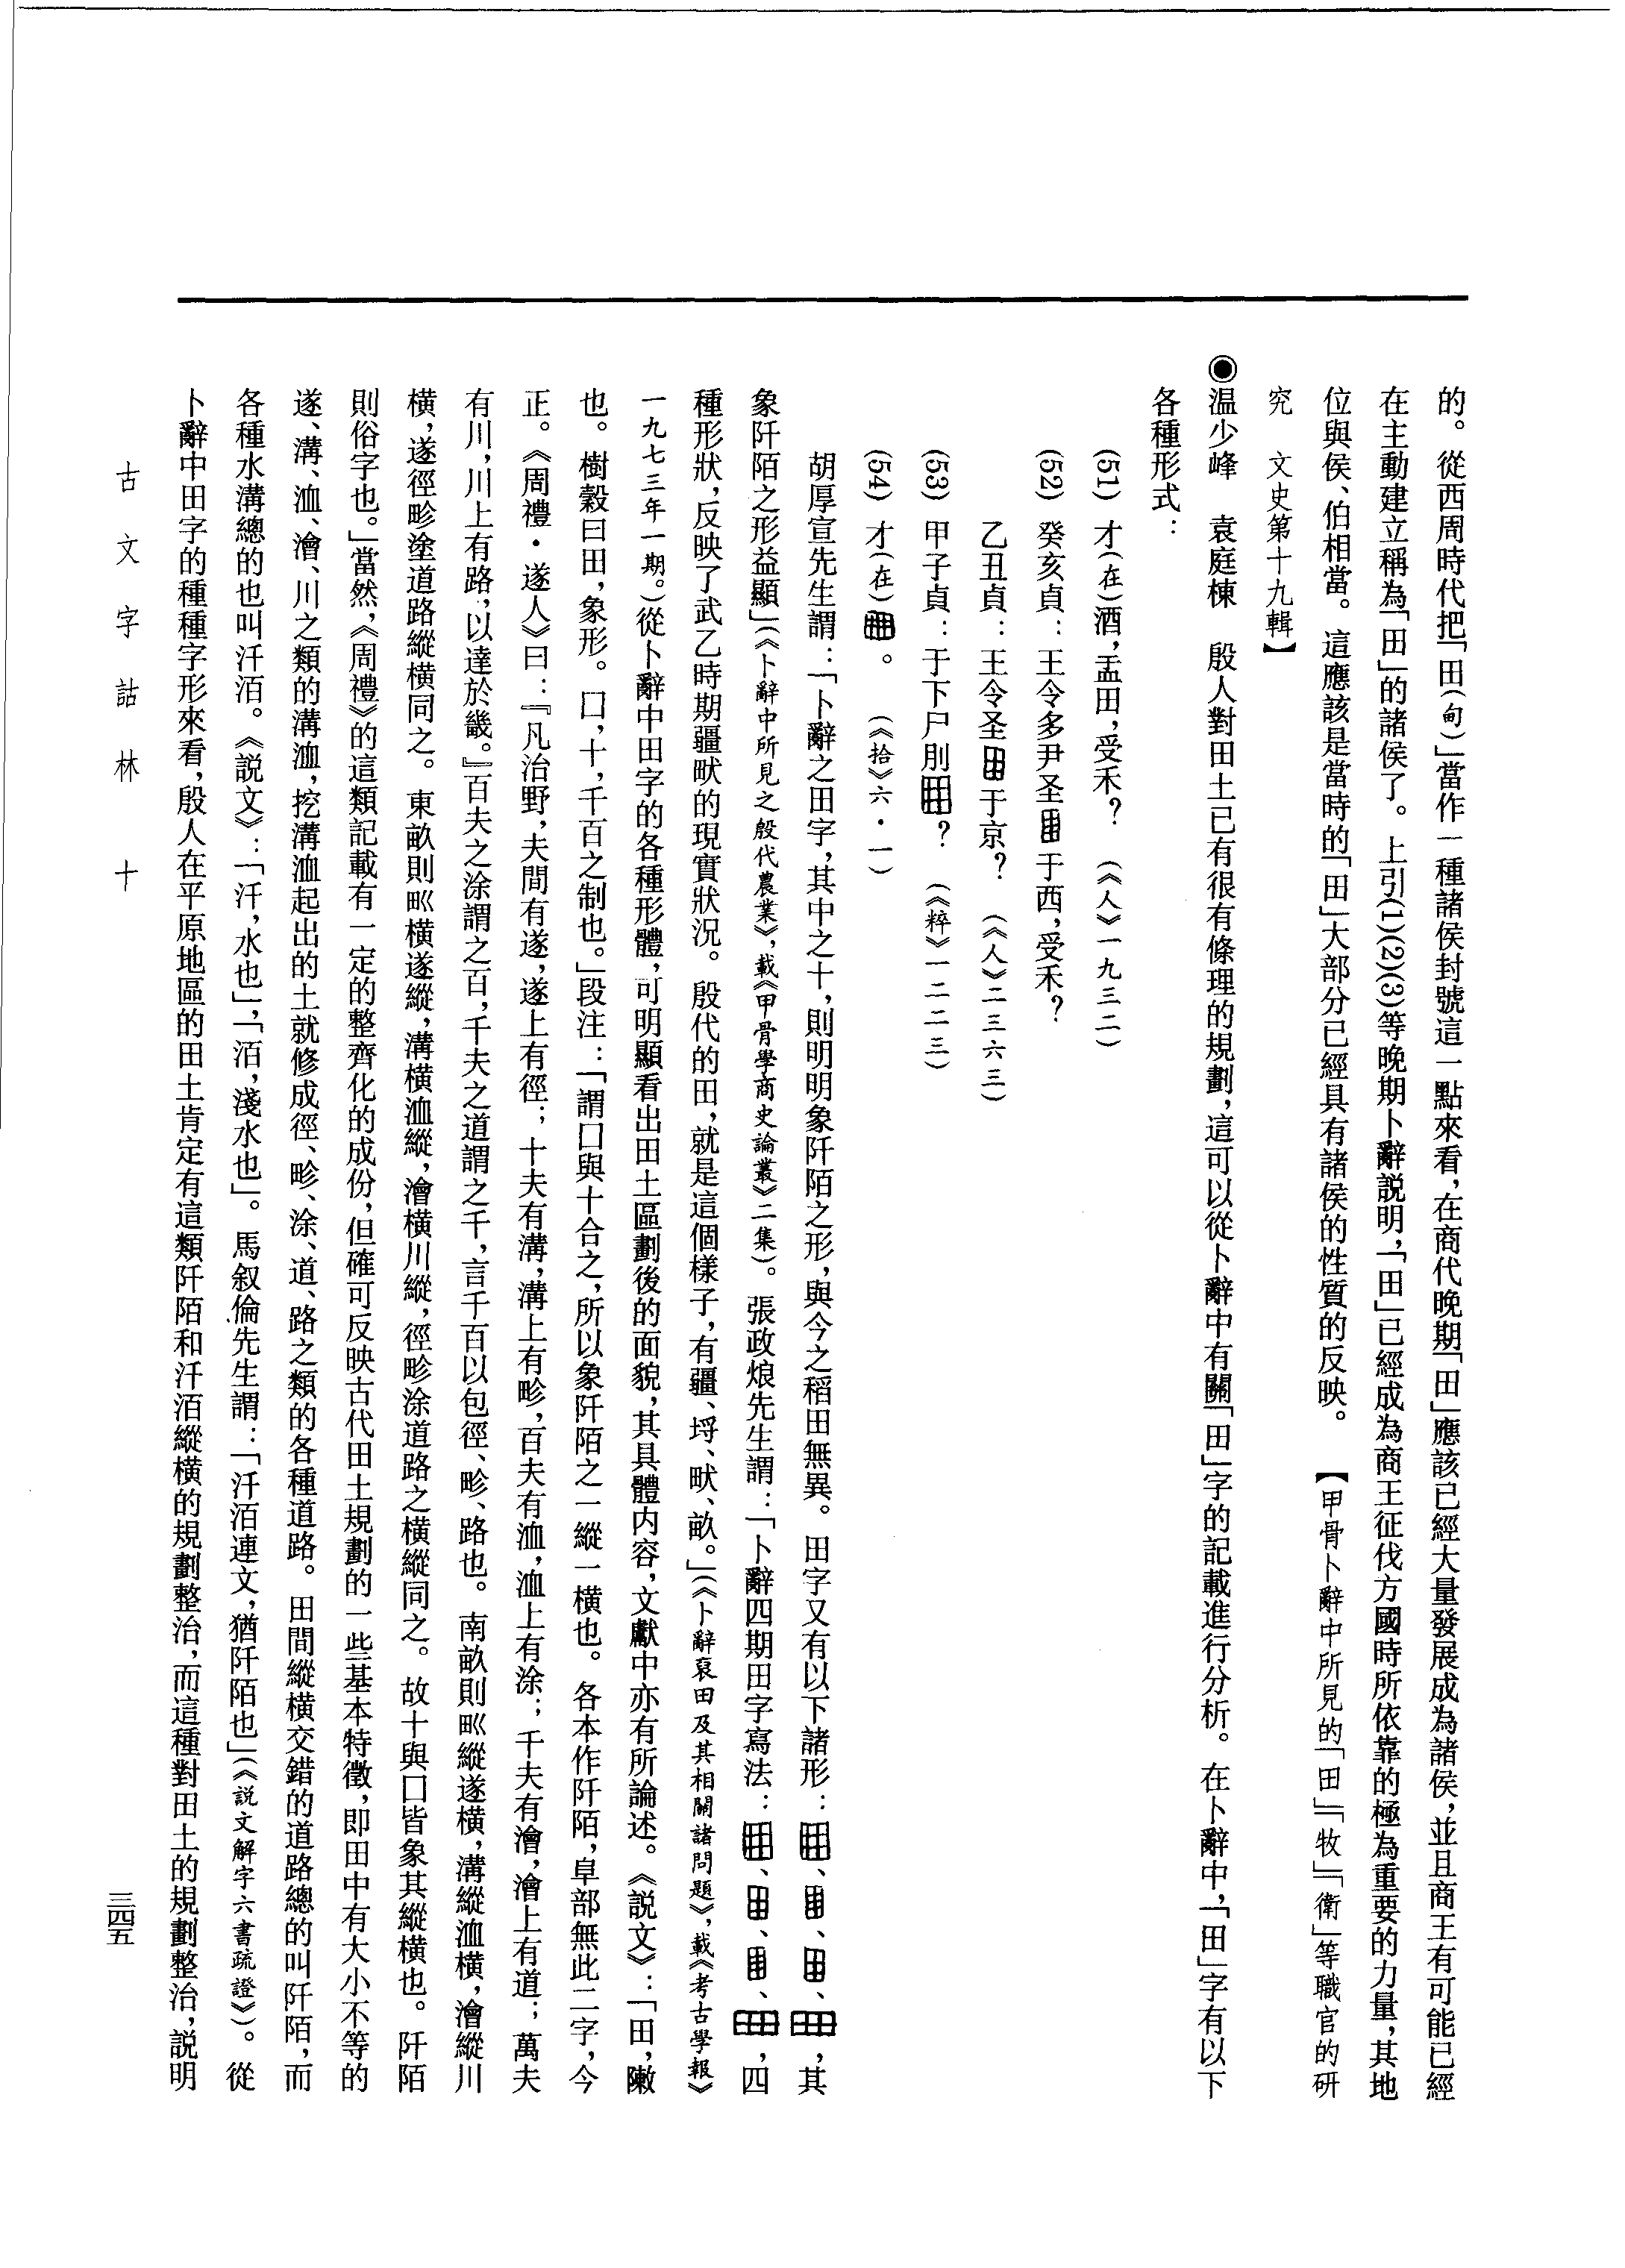 的。從西周時代把「田(甸)」當作一種諸侯封號這一點來看，在商代晚期「田」應該已經大量發展成為諸侯，並且商王有可能已經
在主動建立稱為「田」的諸侯了。上引(1)(2)(3)等晚期卜辭説明，「田」已經成為商王征伐方國時所依靠的極為重要的力量，其地
位與侯、伯相當。這應該是當時的「田」大部分已經具有諸侯的性質的反映。【甲骨卜辭中所見的「田」「牧」「衛」等職官的研
究　文史第十九輯】
◉温少峰　袁庭棟　殷人對田土已有很有條理的規劃，這可以從卜辭中有關「田」字的記載進行分析。在卜辭中，「田」字有以下
各種形式：
(51) 才(在)酒，盂田，受禾？　(《人》一九三二)
(52) 癸亥貞：王令多尹圣于西，受禾？
乙丑貞：王令圣于京？　(《人》二三六三)
(53) 甲子貞：于下尸刖？　(《粹》一二二三)
(54) 才(在)。　(《拾》六·一)
胡厚宣先生謂：「卜辭之田字，其中之十，則明明象阡陌之形，與今之稻田無異。田字又有以下諸形：、、、，其
象阡陌之形益顯」(《卜辭中所見之殷代農業》，載《甲骨學商史論叢》二集)。張政烺先生謂：「卜辭四期田字寫法：、、、，四
種形狀，反映了武乙時期疆畎的現實狀況。殷代的田，就是這個樣子，有疆、埒、畎、畝。」(《卜辭裒田及其相關諸問題》，載《考古學報》
一九七三年一期。)從卜辭中田字的各種形體，可明顯看出田土區劃後的面貌，其具體内容，文獻中亦有所論述。《説文》：「田，敶
也。樹穀曰田，象形。囗，十，千百之制也。」段注：「謂囗與十合之，所以象阡陌之一縱一橫也。各本作阡陌，阜部無此二字，今
正。《周禮·遂人》曰：『凡治野，夫間有遂，遂上有徑；十夫有溝，溝上有畛，百夫有洫，洫上有涂；千夫有澮，澮上有道；萬夫
有川，川上有路，以達於畿。』百夫之涂謂之百，千夫之道謂之千，言千百以包徑、畛、路也。南畝則甽縱遂橫，溝縱洫橫，澮縱川
橫，遂徑畛塗道路縱橫同之。東畝則甽橫遂縱，溝橫洫縱，澮橫川縱，徑畛涂道路之橫縱同之。故十與囗皆象其縱橫也。阡陌
則俗字也。」當然，《周禮》的這類記載有一定的整齊化的成份，但確可反映古代田土規劃的一些基本特徵，即田中有大小不等的
遂、溝、洫、澮、川之類的溝洫，挖溝洫起出的土就修成徑、畛、涂、道、路之類的各種道路。田間縱橫交錯的道路總的叫阡陌，而
各種水溝總的也叫汘洦。《説文》：「汘，水也」，「洦，淺水也」。馬叙倫先生謂：「汘洦連文，猶阡陌也」(《説文解字六書疏證》)。從
卜辭中田字的種種字形來看，殷人在平原地區的田土肯定有這類阡陌和汘洦縱橫的規劃整治，而這種對田土的規劃整治，説明
古文字詁林　十
三四五